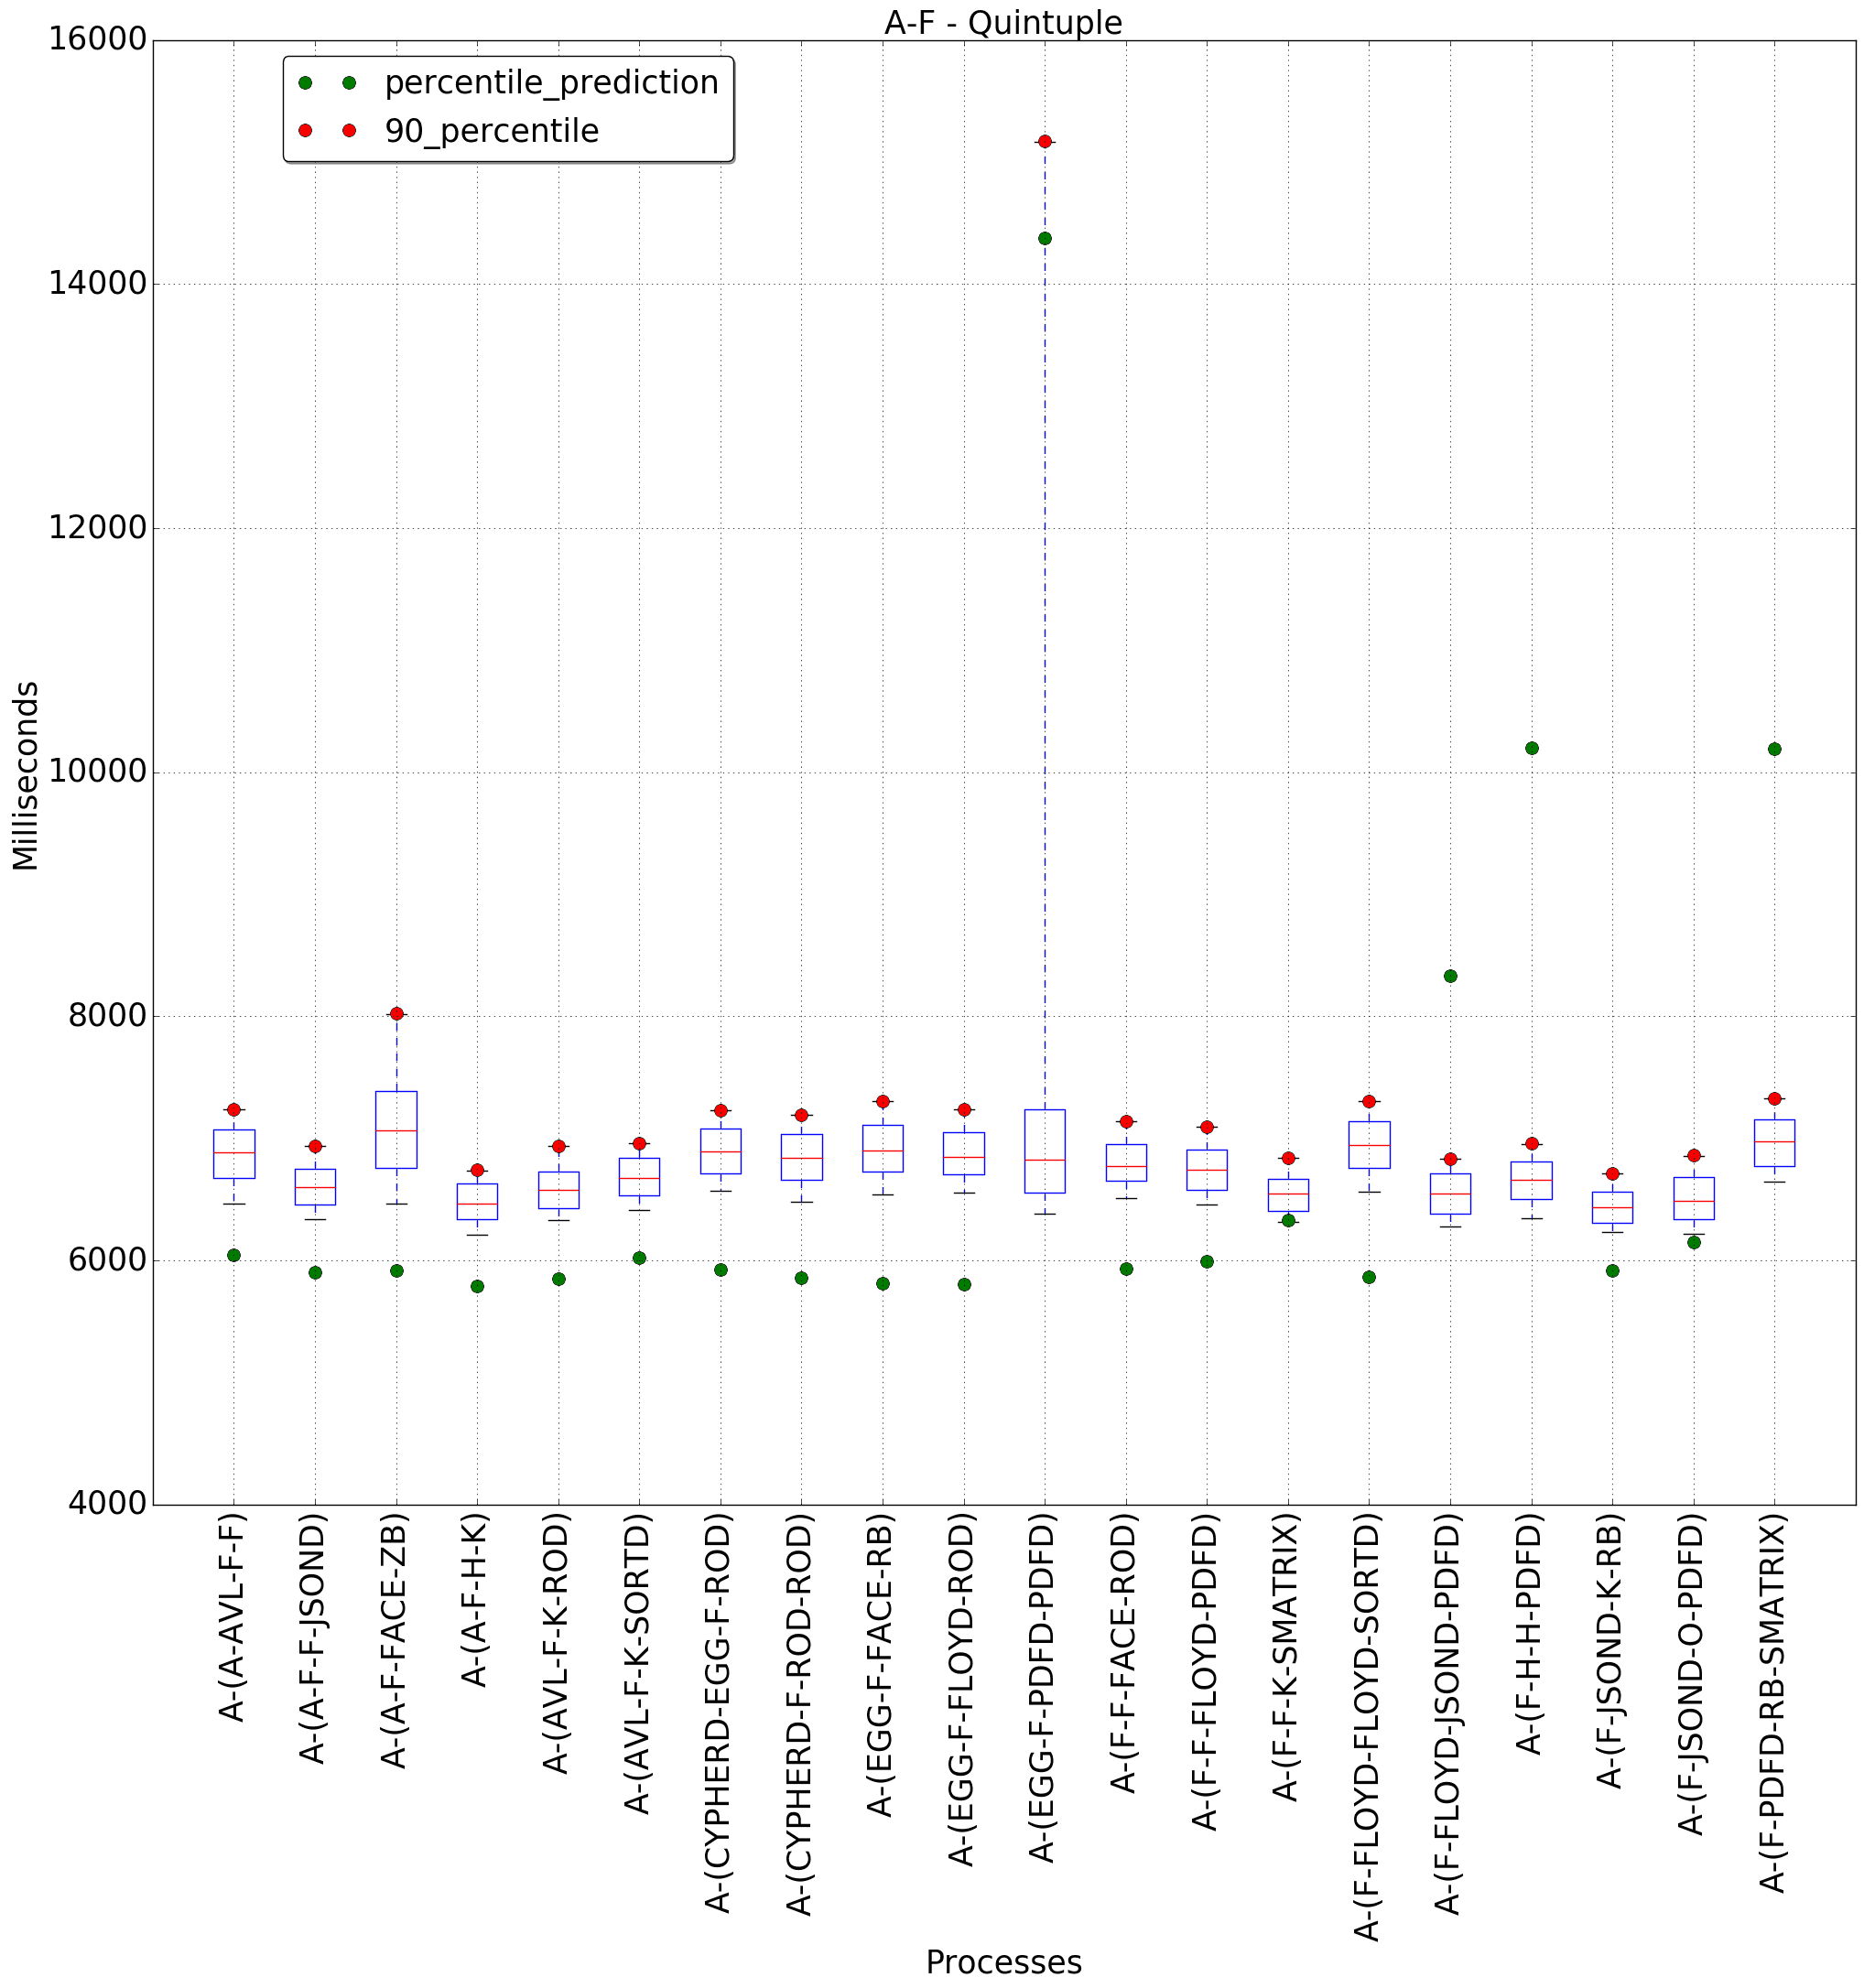 A-F - Quintuple
percentile_prediction
90_percentile
16000
14000
12000
10000
8000
6000
4000
Milliseconds
A-(A-AVL-F-F)
A-(A-F-F-JSOND)
A-(A-F-FACE-ZB)
A-(A-F-H-K)
A-(AVL-F-K-ROD)
A-(AVL-F-K-SORTD)
A-(CYPHERD-EGG-F-ROD)
A-(CYPHERD-F-ROD-ROD)
A-(EGG-F-FACE-RB)
A-(EGG-F-FLOYD-ROD)
A-(EGG-F-PDFD-PDFD)
A-(F-F-FACE-ROD)
A-(F-F-FLOYD-PDFD)
A-(F-F-K-SMATRIX)
A-(F-FLOYD-FLOYD-SORTD)
A-(F-FLOYD-JSOND-PDFD)
A-(F-H-H-PDFD)
A-(F-JSOND-K-RB)
A-(F-JSOND-O-PDFD)
A-(F-PDFD-RB-SMATRIX)
Processes